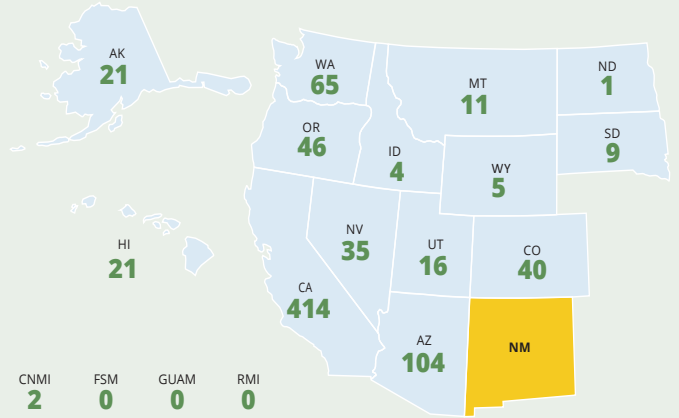 AK
21
WA
65
MT
11
ND
1
OR
46
ID
4
SD
9
WY
5
HI
21
NV
35
UT
16
CO
40
CA
414
AZ
104
NM
CNMI
2
FSM
0
GUAM
0
RMI
0